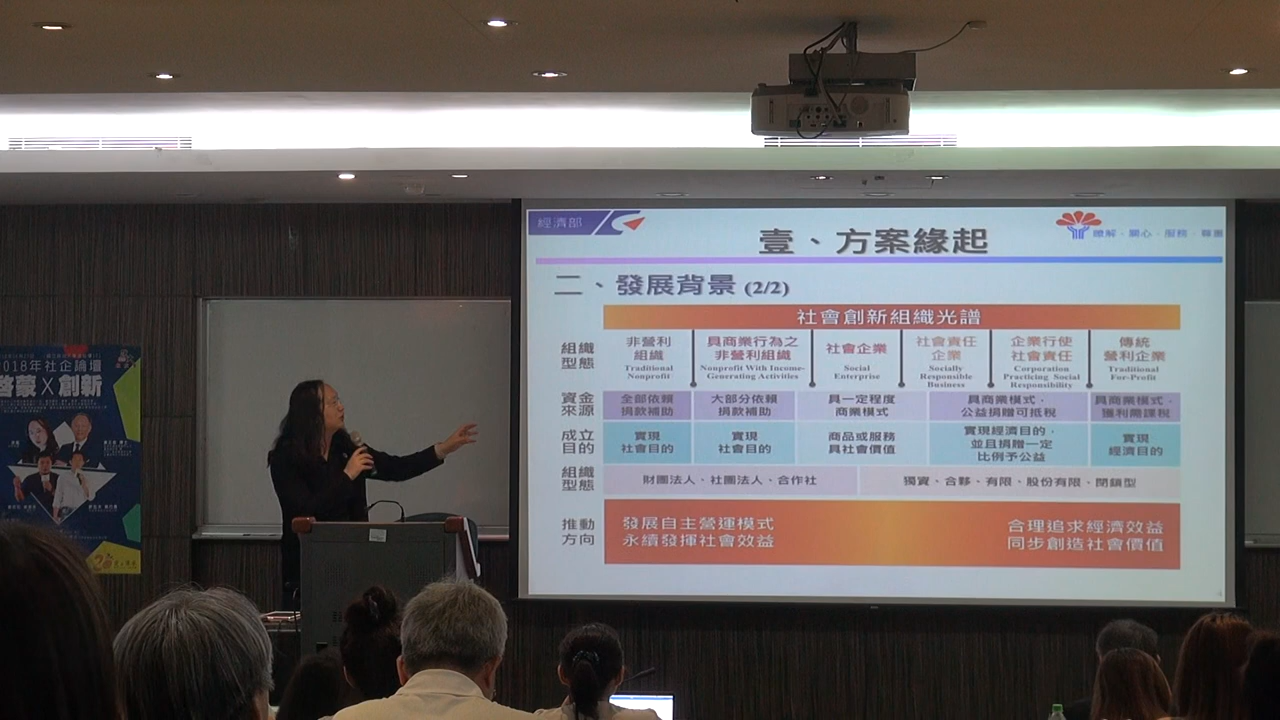 經濟部
瞭解、關心、服務、尊重
壹、方案緣起
二、發展背景 (2/2)
社會創新組織光譜
組織
型態
非營利
組織
Traditional
Nonprofit
具商業行為之
非營利組織
Nonprofit With Income-
Generating Activities
社會企業
Social
Enterprise
社會責任
企業
Socially
Responsible
Business
企業行使
社會責任
Corporation
Practicing Social
Responsibility
傳統
營利企業
Traditional
For-Profit
資金
來源
全部依賴
捐款補助
大部分依賴
捐款補助
具一定程度
商業模式
具商業模式,
公益捐贈可抵稅
具商業模式,
獲利需課稅
成立
目的
實現
社會目的
實現
社會目的
商品或服務
具社會價值
實現經濟目的,
並且捐贈一定
比例予公益
實現
經濟目的
組織
型態
財團法人、社團法人、合作社
獨資、合夥、有限、股份有限、閉鎖型
推動
方向
發展自主營運模式
永續發揮社會效益
合理追求經濟效益
同步創造社會價值
2018年社企論壇
啓蒙X創新